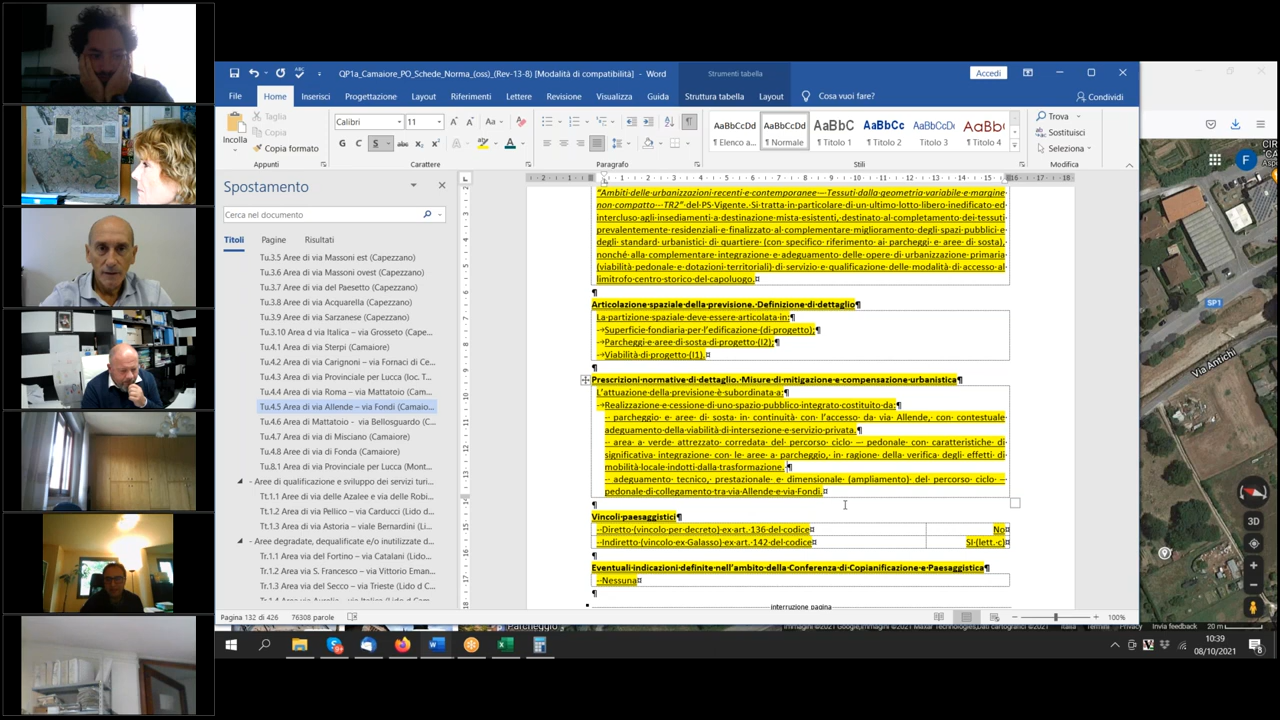 QP1a_Camaiore_PO_Schede_Norma_(oss)_(Rev-13-8) [Modalità di compatibilità] - Word
Strumenti tabella
Accedi
File Home Inserisci Progettazione Layout Riferimenti Lettere Revisione Visualizza Guida Struttura tabella Layout Cosa vuoi fare? Condividi
Incolla
Taglia
Copia
Copia formato
Calibri 11
G C S abc x₂ x²
AaBbCcDd AaBbCcDd AaBbC AaBbCc AaBbCcDd AaBbC
Elenco a... Normale Titolo 1 Titolo 2 Titolo 3 Titolo 4
Trova
Sostituisci
Seleziona
Appunti Carattere Paragrafo Stili Modifica
Spostamento
Cerca nel documento
Titoli Pagine Risultati
Tu.3.5 Aree di via Massoni est (Capezzano)
Tu.3.6 Aree di via Massoni ovest (Capezzano)
Tu.3.7 Aree di via del Paesetto (Capezzano)
Tu.3.8 Area di via Acquarella (Capezzano)
Tu.3.9 Area di via Sarzanese (Capezzano)
Tu.3.10 Area d via Italica – via Grosseto (Cape...
Tu.4.1 Area di via Sterpi (Camaiore)
Tu.4.2 Area di via Carignoni – via Fornaci di Ce...
Tu.4.3 Area di via Provinciale per Lucca (loc. T...
Tu.4.4 Area di via Roma – via Mattatoio (Cam...
Tu.4.5 Area di via Allende – via Fondi (Camaio...
Tu.4.6 Area di Mattatoio - via Bellosguardo (C...
Tu.4.7 Area di via di Misciano (Camaiore)
Tu.4.8 Area di via di Fonda (Camaiore)
Tu.8.1 Area di via Provinciale per Lucca (Mont...
- Aree di qualificazione e sviluppo dei servizi turi...
Tt.1.1 Aree di via delle Azalee e via delle Robi...
Tt.1.2 Area di via Pellico – via Carducci (Lido...
Tt.1.3 Area di via Astoria – viale Bernardini (L...
- Aree degradate, dequalificate e/o inutilizzate d...
Tr.1.1 Area di via del Fortino – via Catalani (Lido...
Tr.1.2 Area via S. Francesco – via Vittorio Eman...
Tr.1.3 Area di via del Secco – via Trieste (Lido d C...
"Ambiti delle urbanizzazioni recenti e contemporanee – Tessuti dalla geometria variabile e margine
non compatto – TR2" del PS Vigente. Si tratta in particolare di un ultimo lotto libero inedificato ed
intercluso agli insediamenti a destinazione mista esistenti, destinato al completamento dei tessuti
prevalentemente residenziali e finalizzato al complementare miglioramento degli spazi pubblici e
degli standard urbanistici di quartiere (con specifico riferimento ai parcheggi e aree di sosta),
nonché alla complementare integrazione e adeguamento delle opere di urbanizzazione primaria
(viabilità pedonale e dotazioni territoriali) di servizio e qualificazione delle modalità di accesso al
limitrofo centro storico del capoluogo.¤
¶
Articolazione spaziale della previsione. Definizione di dettaglio¶
La partizione spaziale deve essere articolata in:¶
-→Superficie fondiaria per l'edificazione (di progetto);¶
-→Parcheggi e aree di sosta di progetto (I2);¶
-→Viabilità di progetto (I1).¤
¶
Prescrizioni normative di dettaglio. Misure di mitigazione e compensazione urbanistica¶
L'attuazione della previsione è subordinata a:¶
-→Realizzazione e cessione di uno spazio pubblico integrato costituito da:¶
- parcheggio e aree di sosta in continuità con l'accesso da via Allende, con contestuale
adeguamento della viabilità di intersezione e servizio privata.¶
- area a verde attrezzato corredata del percorso ciclo – pedonale con caratteristiche di
significativa integrazione con le aree a parcheggio, in ragione della verifica degli effetti di
mobilità locale indotti dalla trasformazione. ¶
- adeguamento tecnico, prestazionale e dimensionale (ampliamento) del percorso ciclo –
pedonale di collegamento tra via Allende e via Fondi.¤
¶
Vincoli paesaggistici¶
- Diretto (vincolo per decreto) ex art. 136 del codice¤ No¤
- Indiretto (vincolo ex Galasso) ex art. 142 del codice¤ SI (lett. c)¤
¶
Eventuali indicazioni definite nell'ambito della Conferenza di Copianificazione e Paesaggistica¶
- Nessuna¤
¶
interruzione pagina
Pagina 132 di 426 76308 parole 100%
SP1
Via Antichi
3D
F
Invia feedback 20 m
10:39
08/10/2021